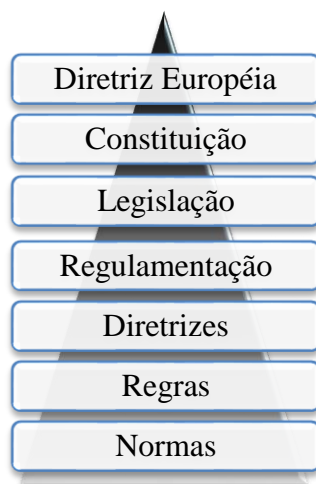 Diretriz Européia
Constituição
Legislação
Regulamentação
Diretrizes
Regras
Normas